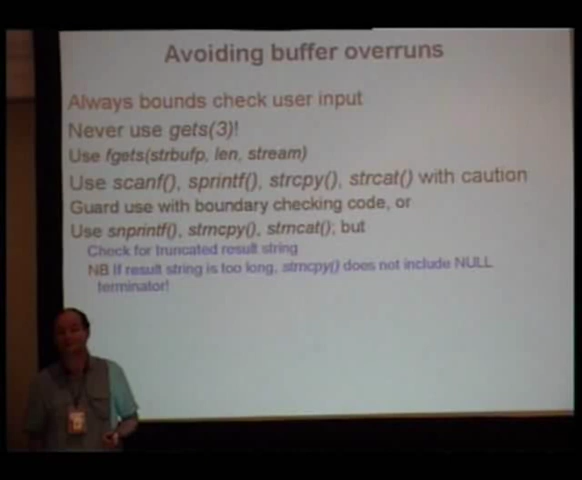 Avoiding buffer overruns
Always bounds check user input
Never use gets(3)!
Use fgets(strbufp, len, stream)
Use scanf(), sprintf(), strcpy(), strcat() with caution
Guard use with boundary checking code, or
Use snprintf(), strncpy(), strncat(); but
Check for truncated result string
NB If result string is too long, strncpy() does not include NULL
terminator!